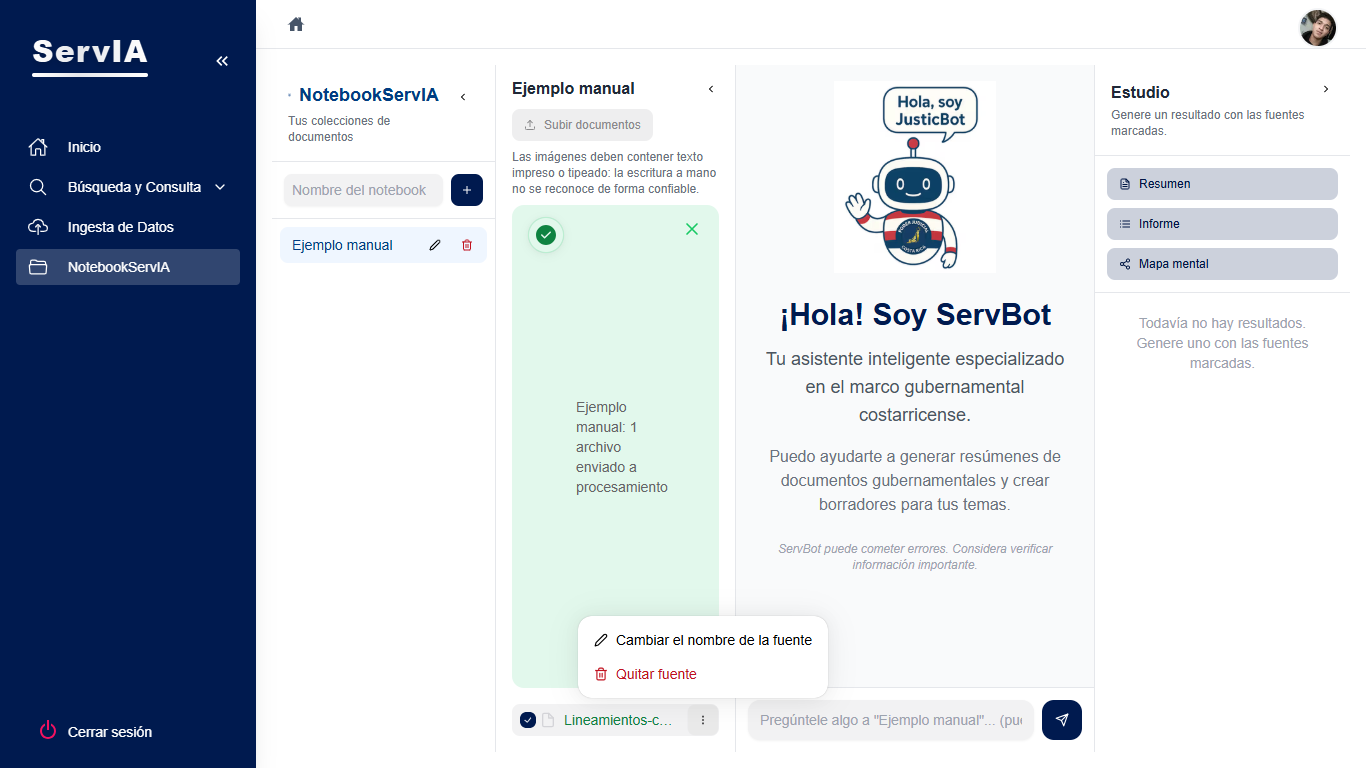 ServIA
Inicio
Búsqueda y Consulta
Ingesta de Datos
NotebookServIA
Cerrar sesión
NotebookServIA
Tus colecciones de
documentos
Nombre del notebook
Ejemplo manual
Ejemplo manual
Subir documentos
Las imágenes deben contener texto
impreso o tipeado: la escritura a mano
no se reconoce de forma confiable.
Ejemplo
manual: 1
archivo
enviado a
procesamiento
Cambiar el nombre de la fuente
Quitar fuente
Lineamientos-c...
Hola, soy
JusticBot
PODER JUDICIAL
COSTA RICA
¡Hola! Soy ServBot
Tu asistente inteligente especializado
en el marco gubernamental
costarricense.
Puedo ayudarte a generar resúmenes de
documentos gubernamentales y crear
borradores para tus temas.
ServBot puede cometer errores. Considera verificar
información importante.
Pregúntele algo a "Ejemplo manual"... (pue
Estudio
Genere un resultado con las fuentes
marcadas.
Resumen
Informe
Mapa mental
Todavía no hay resultados.
Genere uno con las fuentes
marcadas.